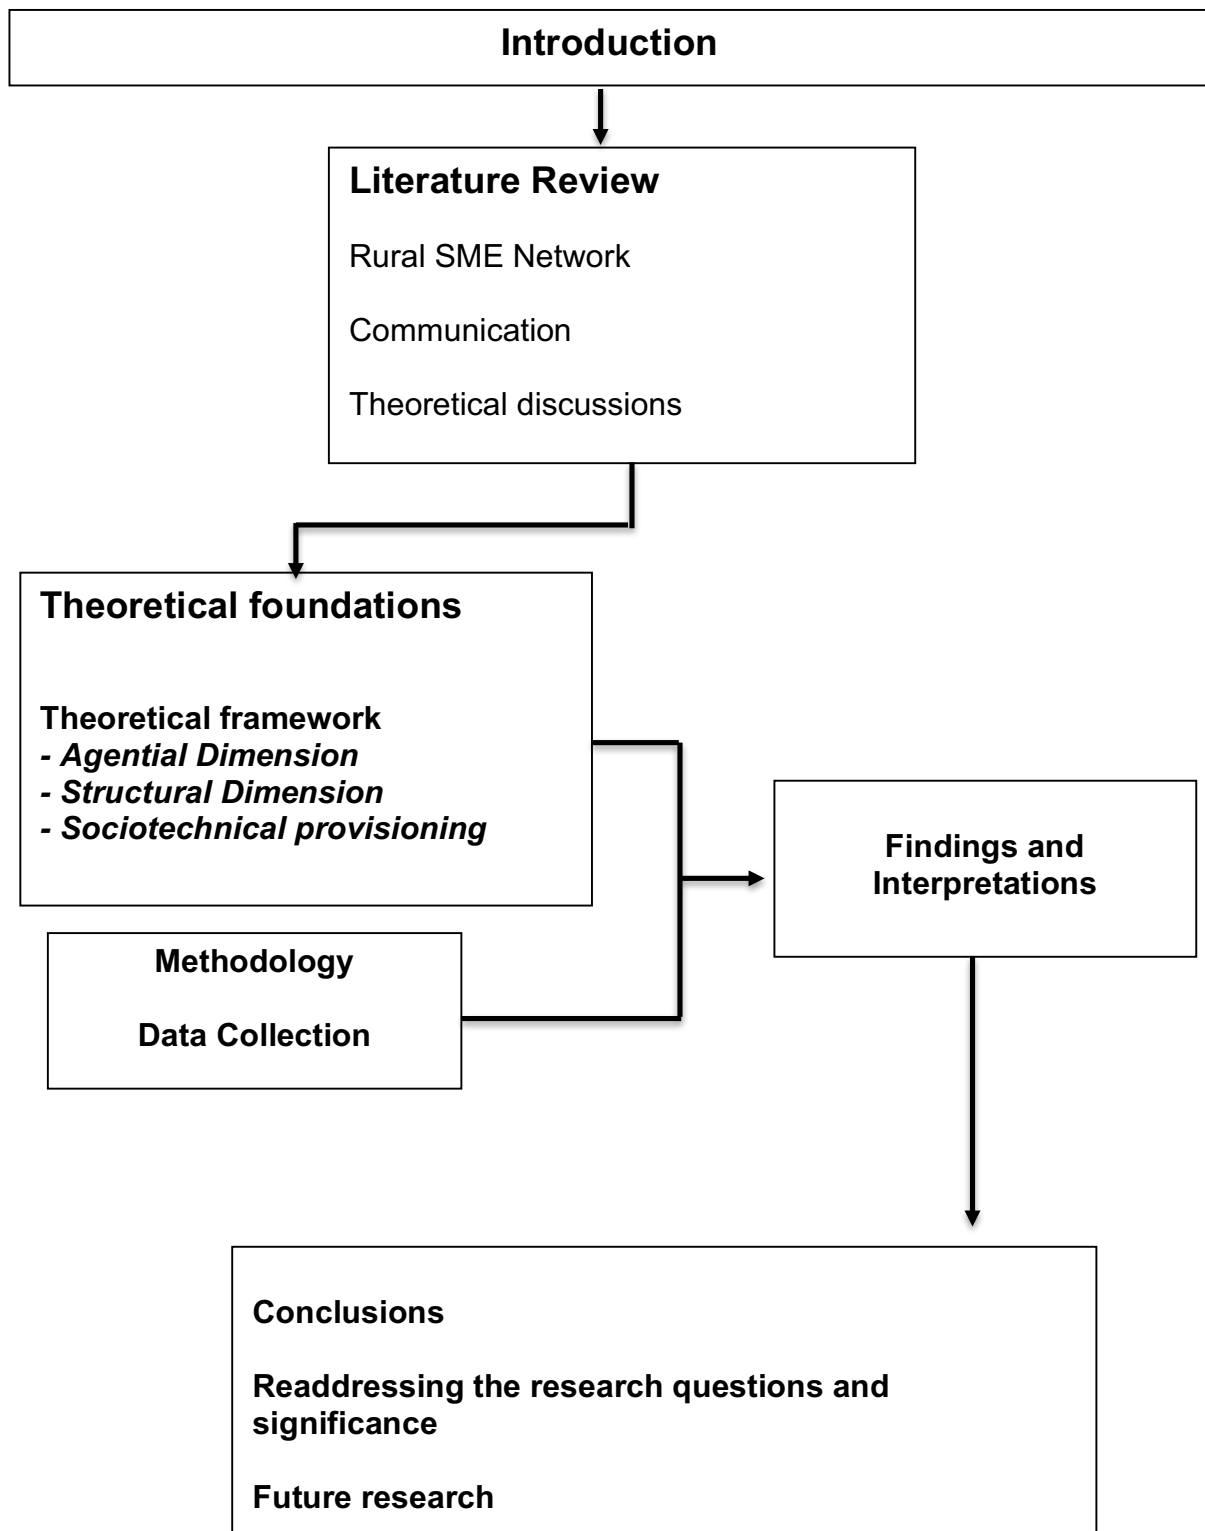 Introduction
Literature Review
Rural SME Network
Communication
Theoretical discussions
Theoretical foundations
Theoretical framework
- Agential Dimension
- Structural Dimension
- Sociotechnical provisioning
Methodology
Data Collection
Findings and
Interpretations
Conclusions
Readdressing the research questions and
significance
Future research